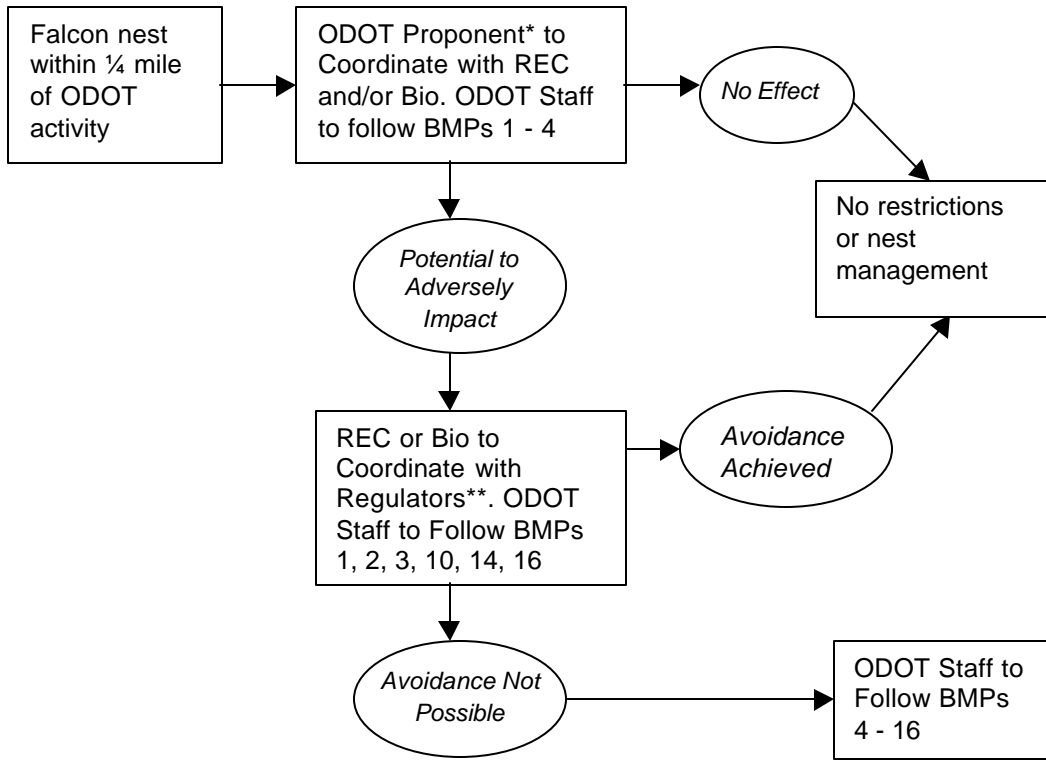 Falcon nest
within ¼ mile
of ODOT
activity
ODOT Proponent* to
Coordinate with REC
and/or Bio. ODOT Staff
to follow BMPs 1 - 4
No Effect
No restrictions
or nest
management
Potential to
Adversely
Impact
REC or Bio to
Coordinate with
Regulators**. ODOT
Staff to Follow BMPs
1, 2, 3, 10, 14, 16
Avoidance
Achieved
Avoidance Not
Possible
ODOT Staff to
Follow BMPs
4 - 16